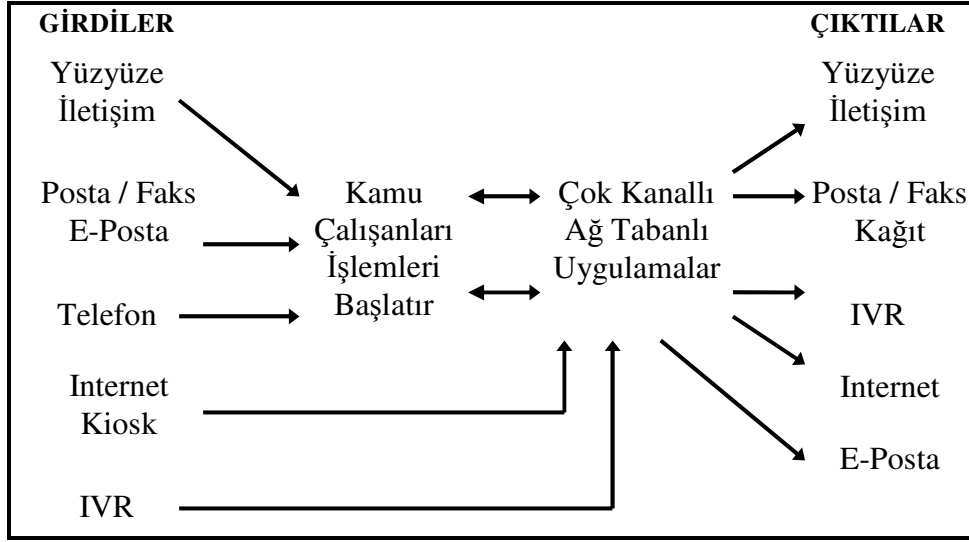 GİRDİLER
Yüzyüze
İletişim
Posta / Faks
E-Posta
Telefon
Internet
Kiosk
IVR
Kamu
Çalışanları
İşlemleri
Başlatır
Çok Kanallı
Ağ Tabanlı
Uygulamalar
ÇIKTILAR
Yüzyüze
İletişim
Posta / Faks
Kağıt
IVR
Internet
E-Posta